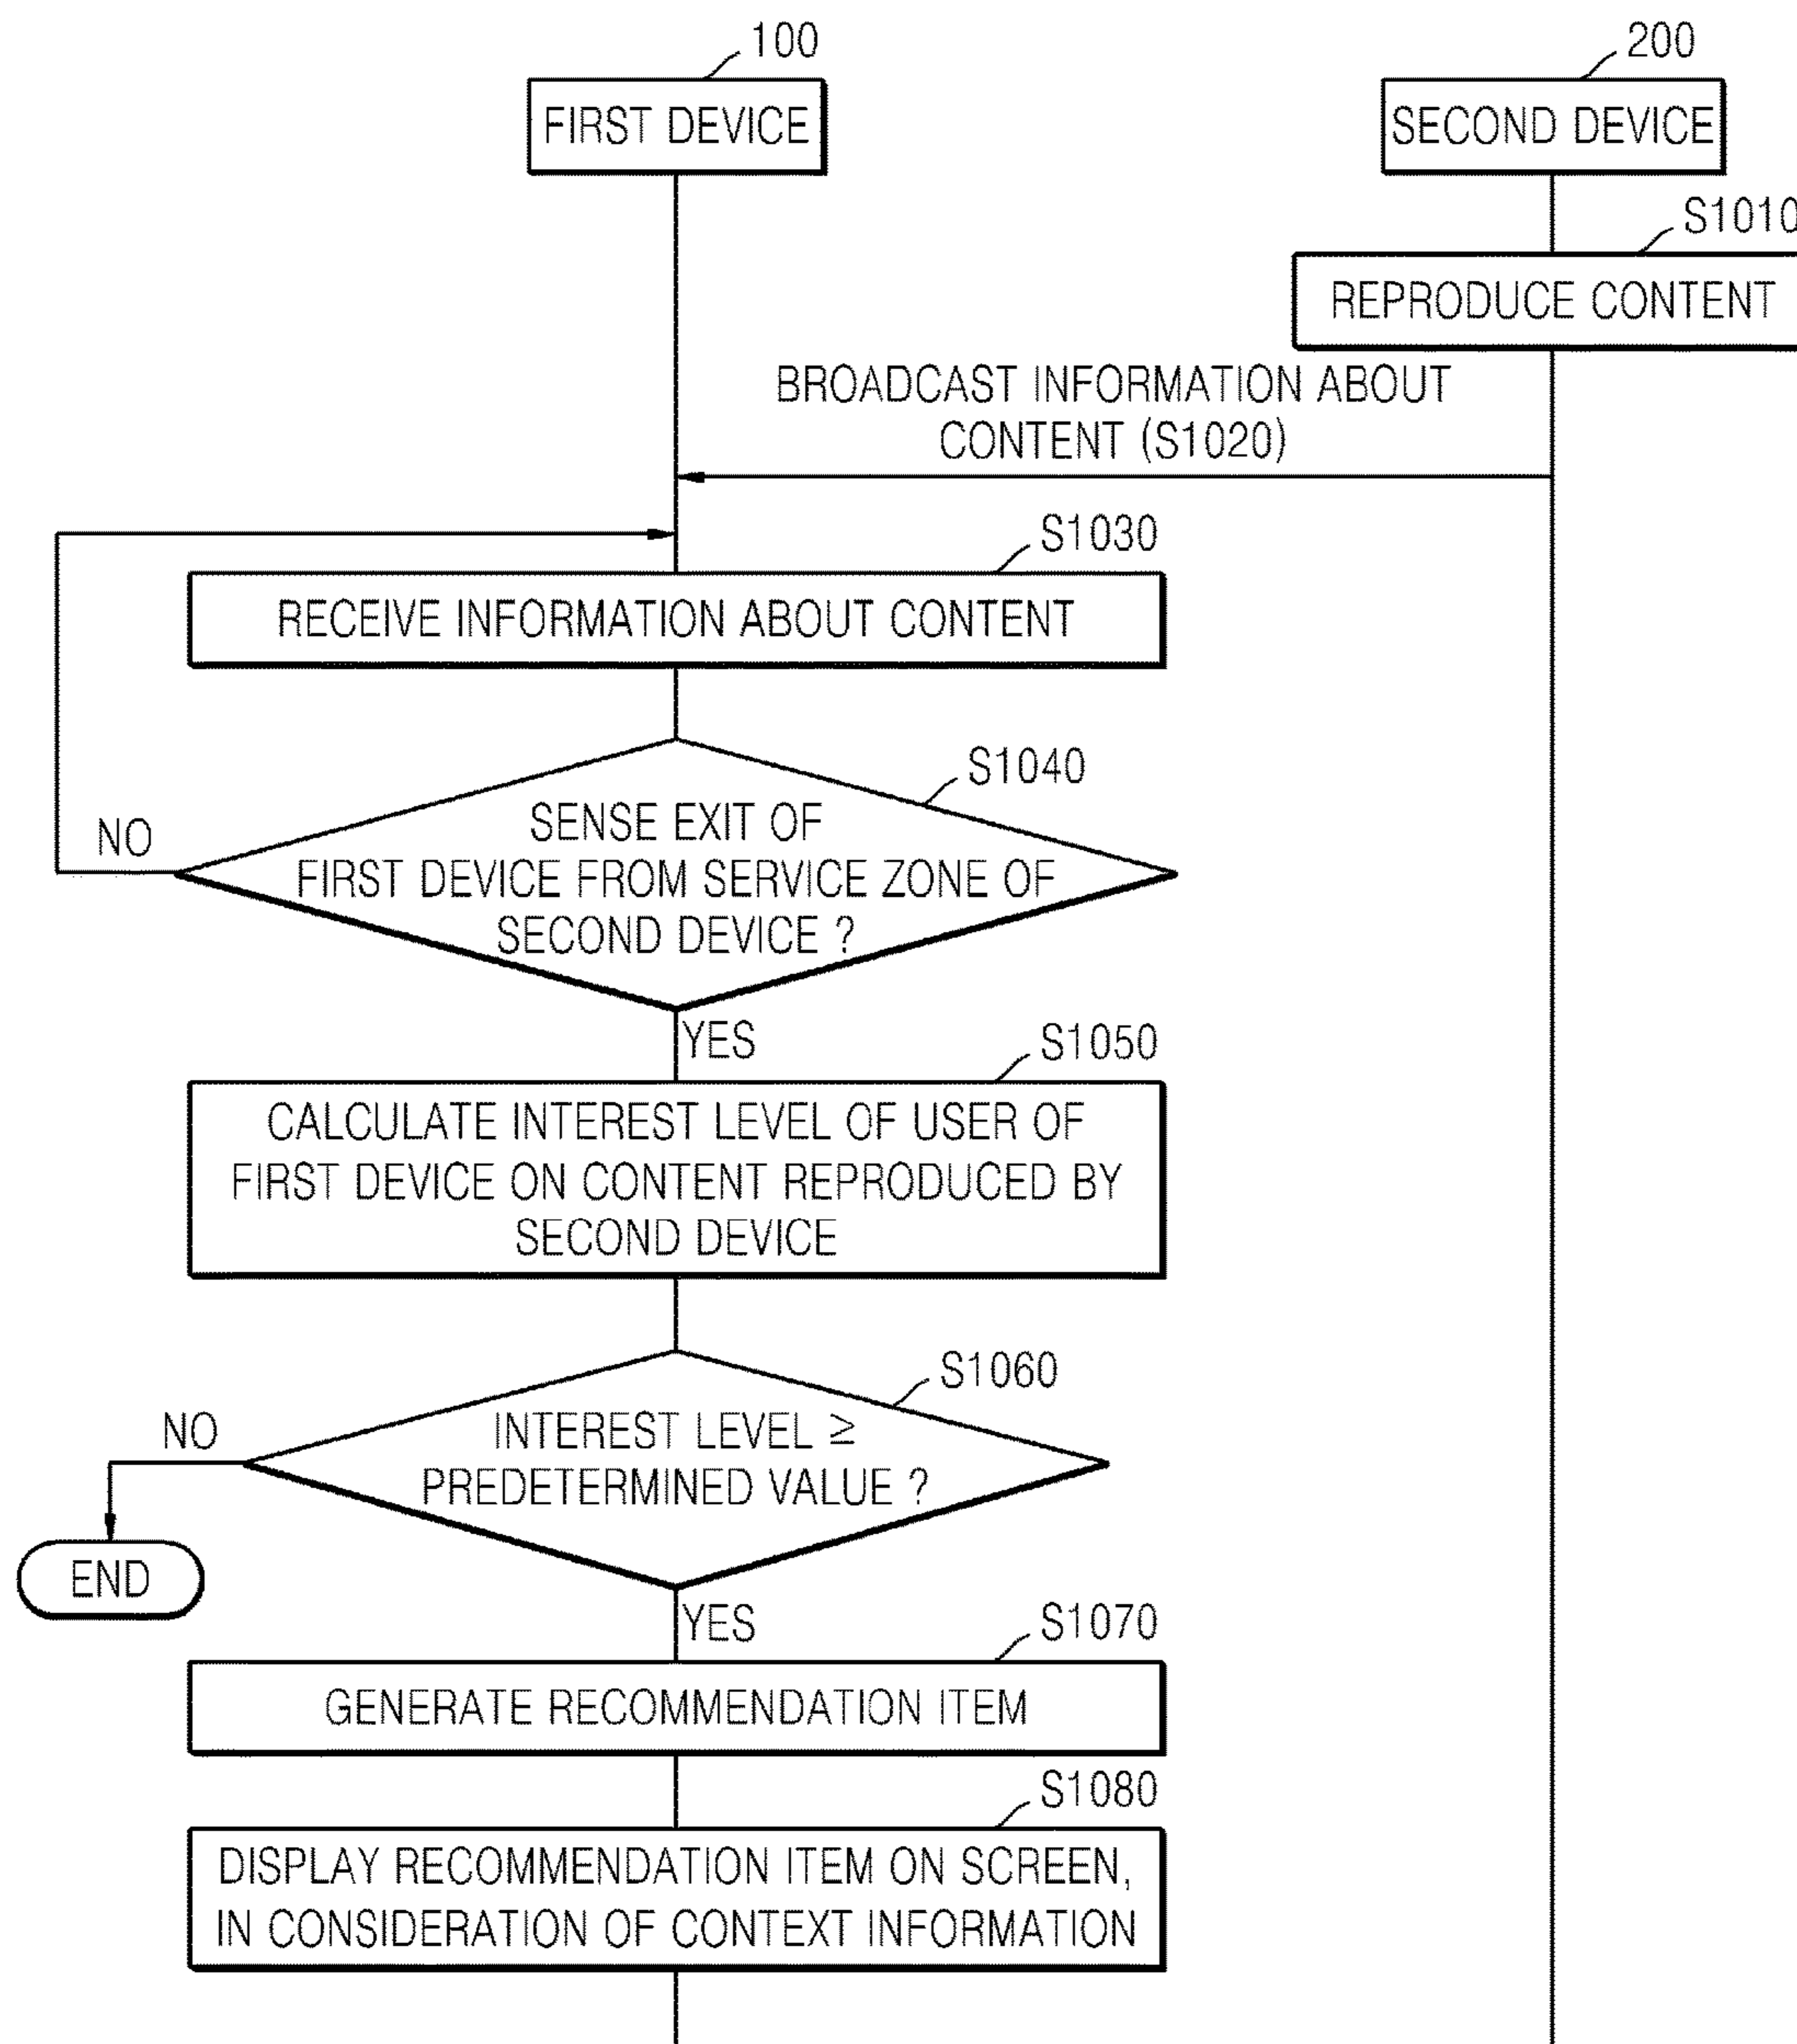 100
200
FIRST DEVICE
SECOND DEVICE
S1010
REPRODUCE CONTENT
BROADCAST INFORMATION ABOUT
CONTENT (S1020)
S1030
RECEIVE INFORMATION ABOUT CONTENT
S1040
SENSE EXIT OF
FIRST DEVICE FROM SERVICE ZONE OF
SECOND DEVICE ?
NO
YES
S1050
CALCULATE INTEREST LEVEL OF USER OF
FIRST DEVICE ON CONTENT REPRODUCED BY
SECOND DEVICE
S1060
INTEREST LEVEL ≥
PREDETERMINED VALUE ?
NO
END
YES
S1070
GENERATE RECOMMENDATION ITEM
S1080
DISPLAY RECOMMENDATION ITEM ON SCREEN,
IN CONSIDERATION OF CONTEXT INFORMATION